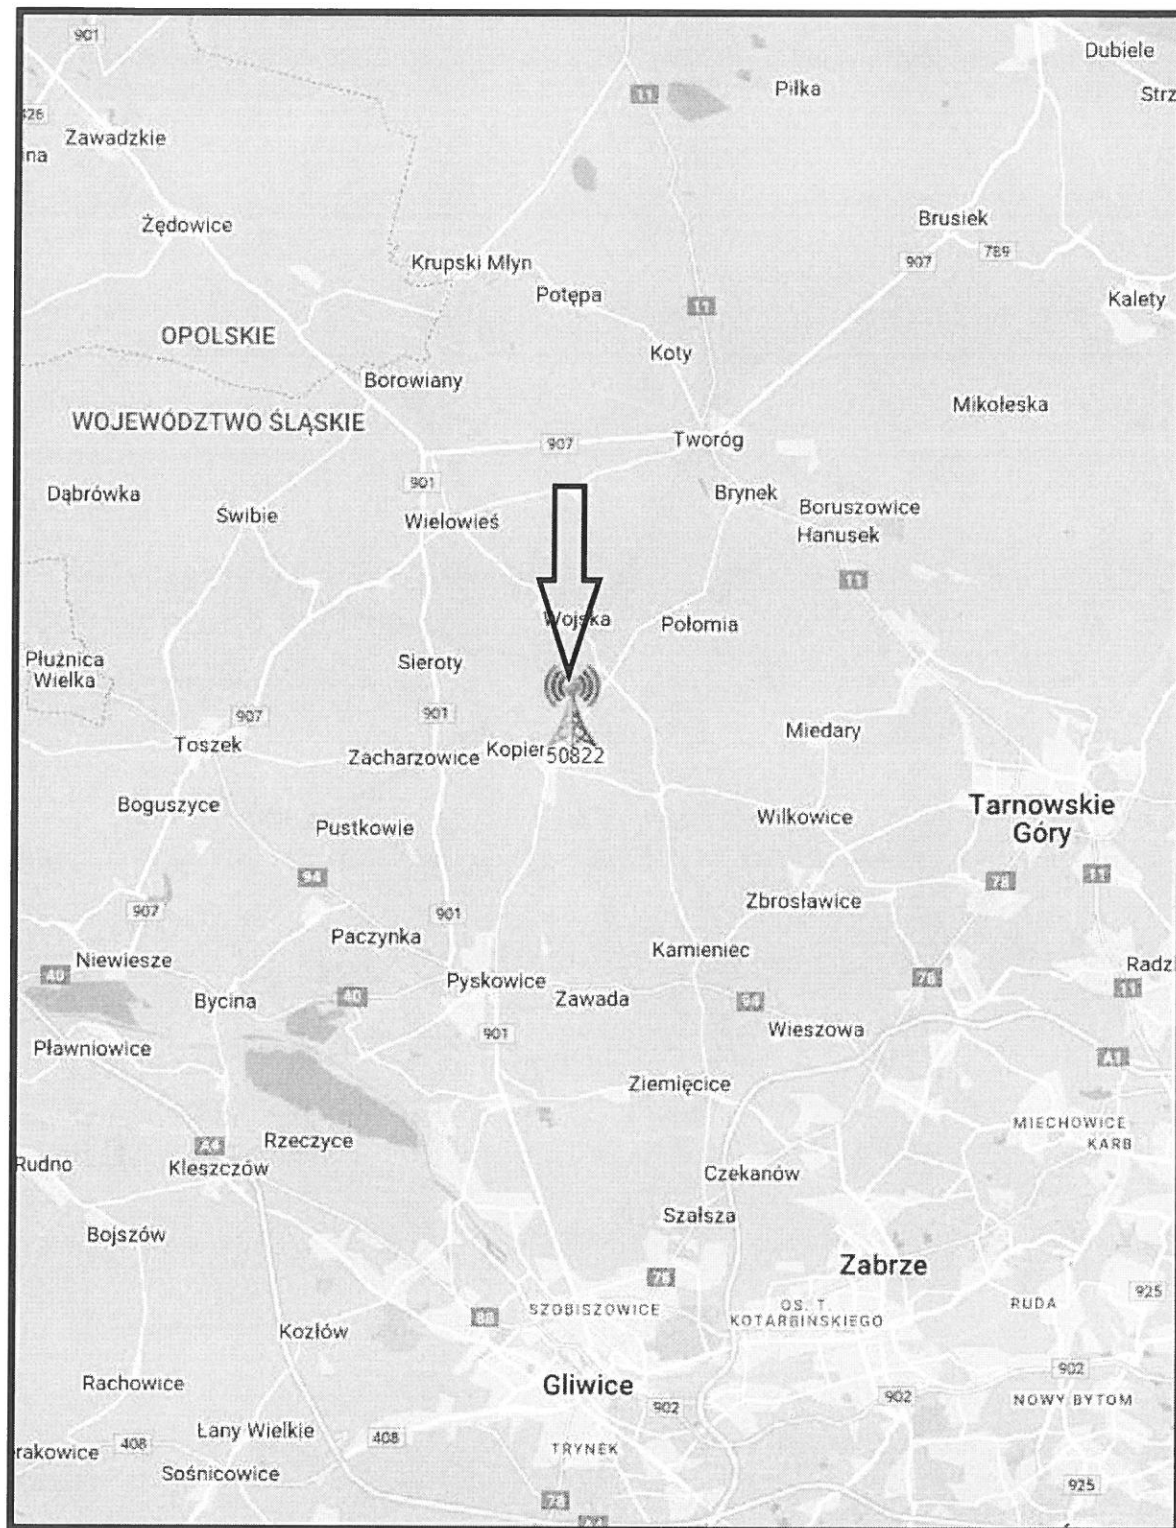 901
Dubiele
11
Piłka
Strz
Zawadzkie
na
Żędowice
Brusiek
789
907
Krupski Młyn
Potępa
Kalety
11
OPOLSKIE
Koty
Borowiany
Mikołeska
WOJEWÓDZTWO ŚLĄSKIE
907
Tworóg
901
Dąbrówka
Brynek
Boruszowice
Hanusek
Świbie
Wielowieś
11
Wojska
Połomia
Płużnica
Wielka
Sieroty
907
901
Miedary
Toszek
Zacharzowice
Kopier
50822
Boguszyce
Tarnowskie
Góry
Pustkowie
Wilkowice
94
78
11
907
901
Zbrosławice
Paczynka
Kamieniec
Niewiesze
Radz
40
Pyskowice
78
Bycina
40
Zawada
94
11
901
Wieszowa
Pławniowice
A1
Ziemięcice
MIECHOWICE
KARB
A4
Rzeczyce
Rudno
Kleszczów
Czekanów
Szałsza
Bojszów
Zabrze
78
925
SZOBISZOWICE
OS. T.
KOTARBIŃSKIEGO
RUDA
88
Kozłów
902
Rachowice
Gliwice
902
902
NOWY BYTOM
Łany Wielkie
408
408
rakowice
TRYNEK
Sośnicowice
925
78
A4